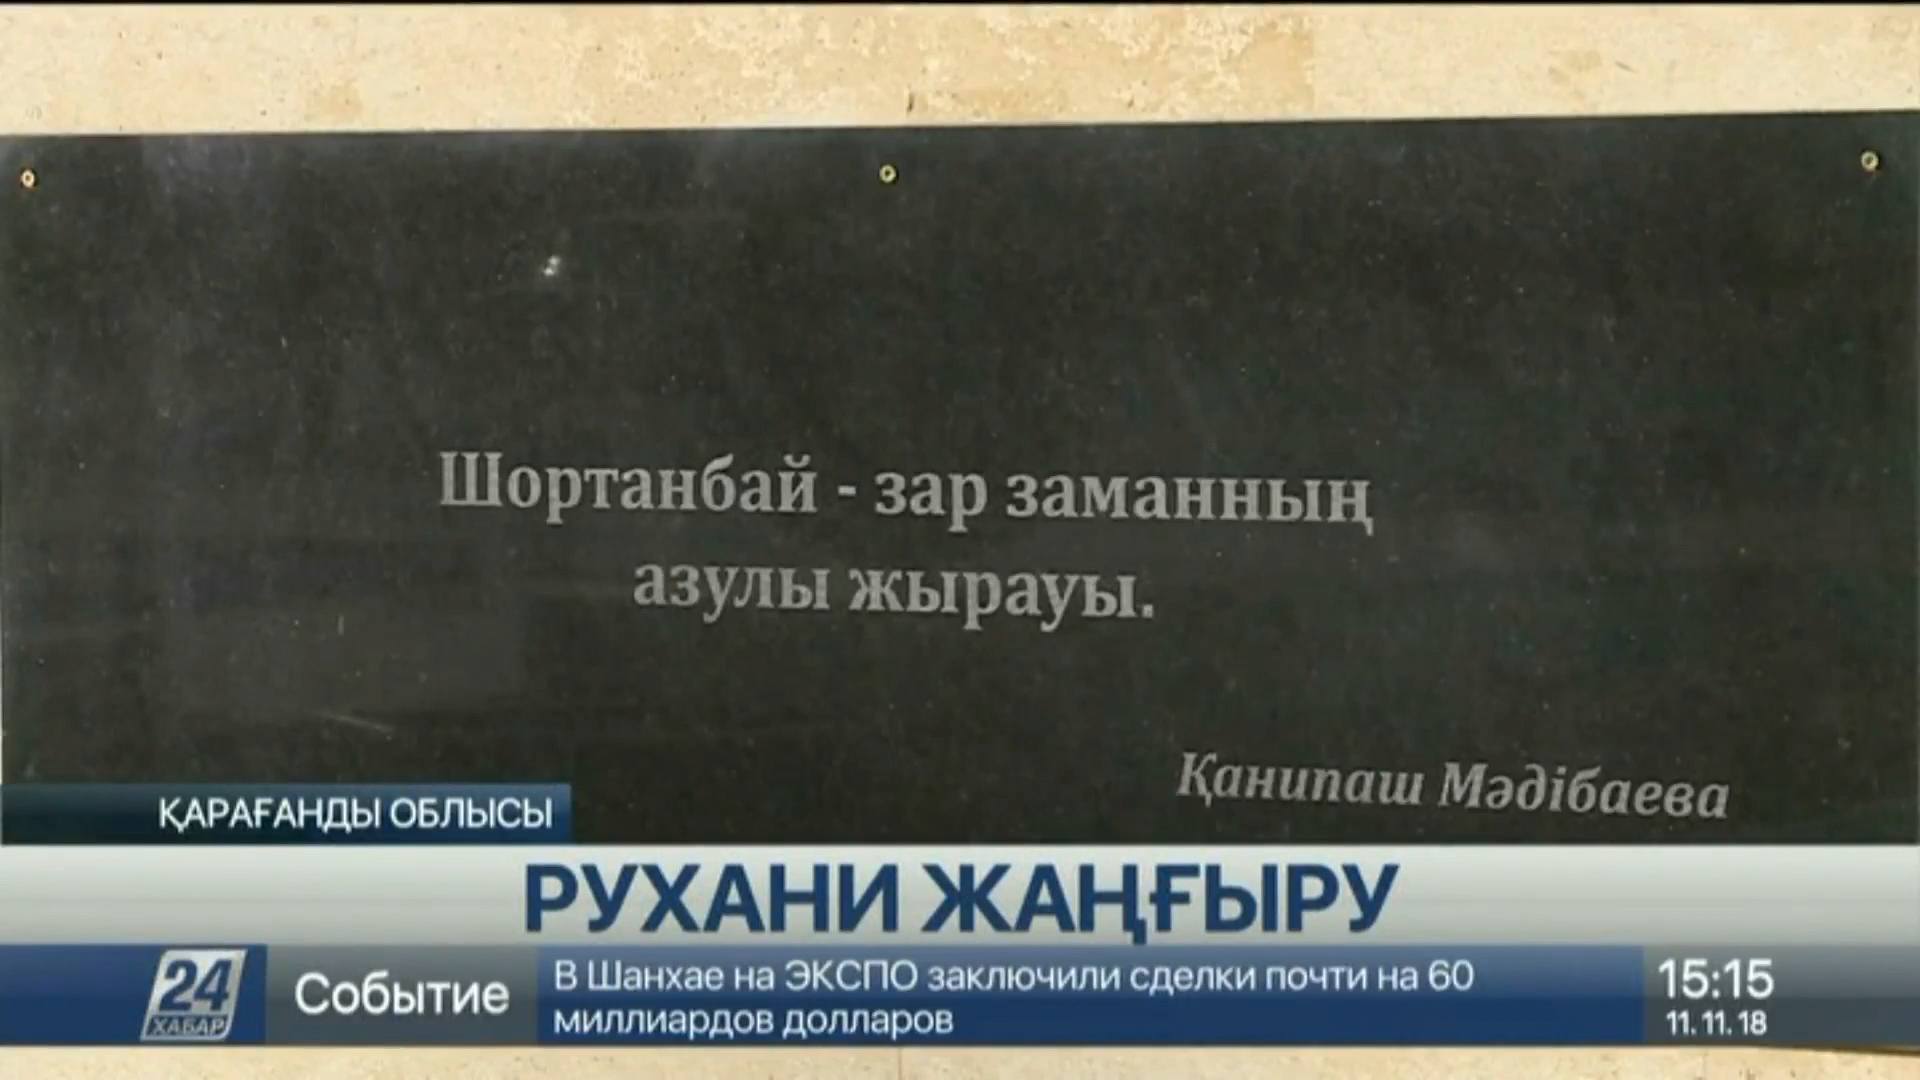 Шортанбай - зар заманның
азулы жырауы.
Қанипаш Мәдібаева
ҚАРАҒАНДЫ ОБЛЫСЫ
РУХАНИ ЖАҢҒЫРУ
24
ХАБАР
Событие
В Шанхае на ЭКСПО заключили сделки почти на 60
миллиардов долларов
15:15
11. 11. 18